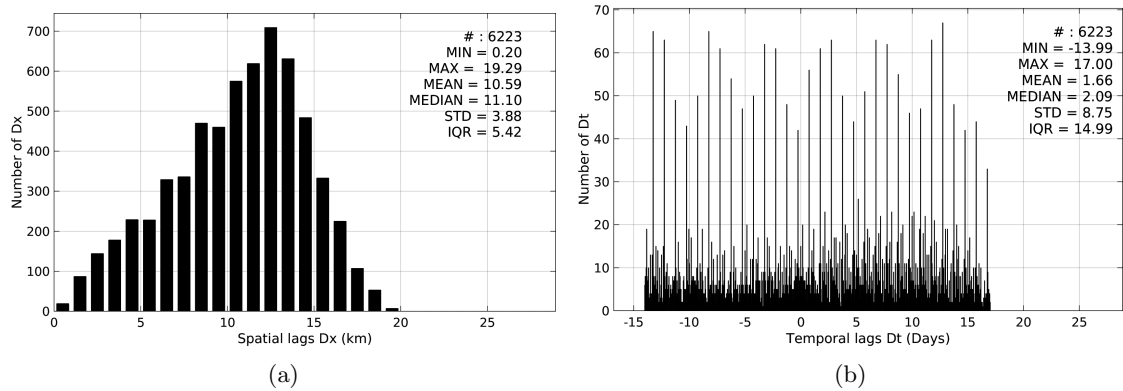 700
600
500
400
300
200
100
0
Number of Dx
# : 6223
MIN = 0.20
MAX = 19.29
MEAN = 10.59
MEDIAN = 11.10
STD = 3.88
IQR = 5.42
0 5 10 15 20 25
Spatial lags Dx (km)
(a)
70
60
50
40
30
20
10
0
Number of Dt
# : 6223
MIN = -13.99
MAX = 17.00
MEAN = 1.66
MEDIAN = 2.09
STD = 8.75
IQR = 14.99
-15 -10 -5 0 5 10 15 20 25
Temporal lags Dt (Days)
(b)